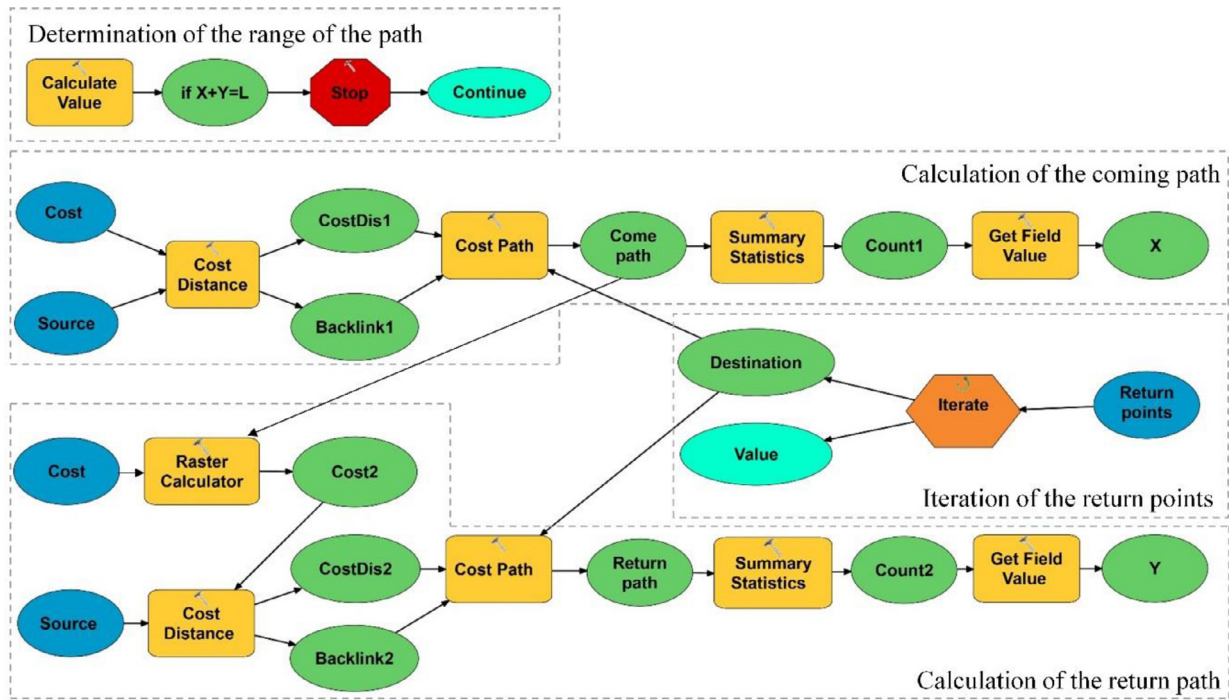 Determination of the range of the path
Calculate
Value
if X+Y=L
Stop
Continue
Calculation of the coming path
Cost
Source
Cost
Distance
CostDis1
Backlink1
Cost Path
Come
path
Summary
Statistics
Count1
Get Field
Value
X
Destination
Value
Iterate
Return
points
Iteration of the return points
Cost
Raster
Calculator
Cost2
Source
Cost
Distance
CostDis2
Backlink2
Cost Path
Return
path
Summary
Statistics
Count2
Get Field
Value
Y
Calculation of the return path